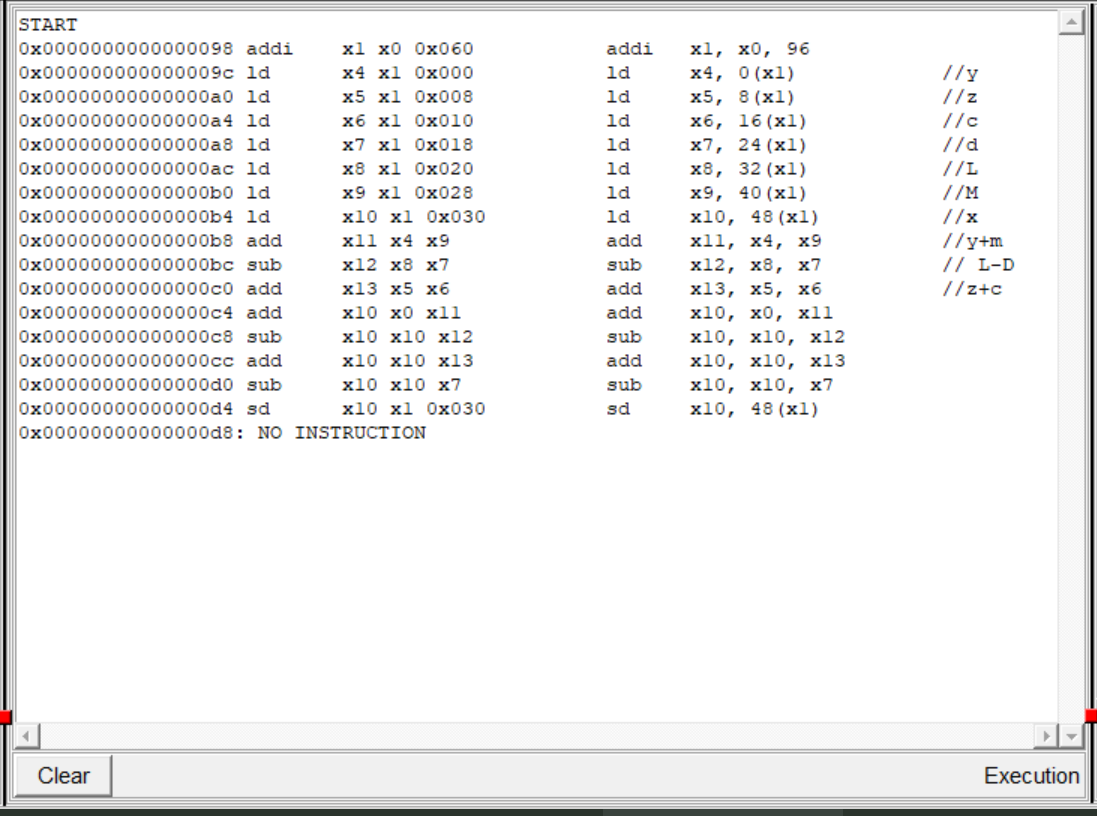 START
0x0000000000000098 addi x1 x0 0x060 addi x1, x0, 96
0x000000000000009c ld x4 x1 0x000 ld x4, 0(x1) //y
0x00000000000000a0 ld x5 x1 0x008 ld x5, 8(x1) //z
0x00000000000000a4 ld x6 x1 0x010 ld x6, 16(x1) //c
0x00000000000000a8 ld x7 x1 0x018 ld x7, 24(x1) //d
0x00000000000000ac ld x8 x1 0x020 ld x8, 32(x1) //L
0x00000000000000b0 ld x9 x1 0x028 ld x9, 40(x1) //M
0x00000000000000b4 ld x10 x1 0x030 ld x10, 48(x1) //x
0x00000000000000b8 add x11 x4 x9 add x11, x4, x9 //y+m
0x00000000000000bc sub x12 x8 x7 sub x12, x8, x7 // L-D
0x00000000000000c0 add x13 x5 x6 add x13, x5, x6 //z+c
0x00000000000000c4 add x10 x0 x11 add x10, x0, x11
0x00000000000000c8 sub x10 x10 x12 sub x10, x10, x12
0x00000000000000cc add x10 x10 x13 add x10, x10, x13
0x00000000000000d0 sub x10 x10 x7 sub x10, x10, x7
0x00000000000000d4 sd x10 x1 0x030 sd x10, 48(x1)
0x00000000000000d8: NO INSTRUCTION
Clear Execution